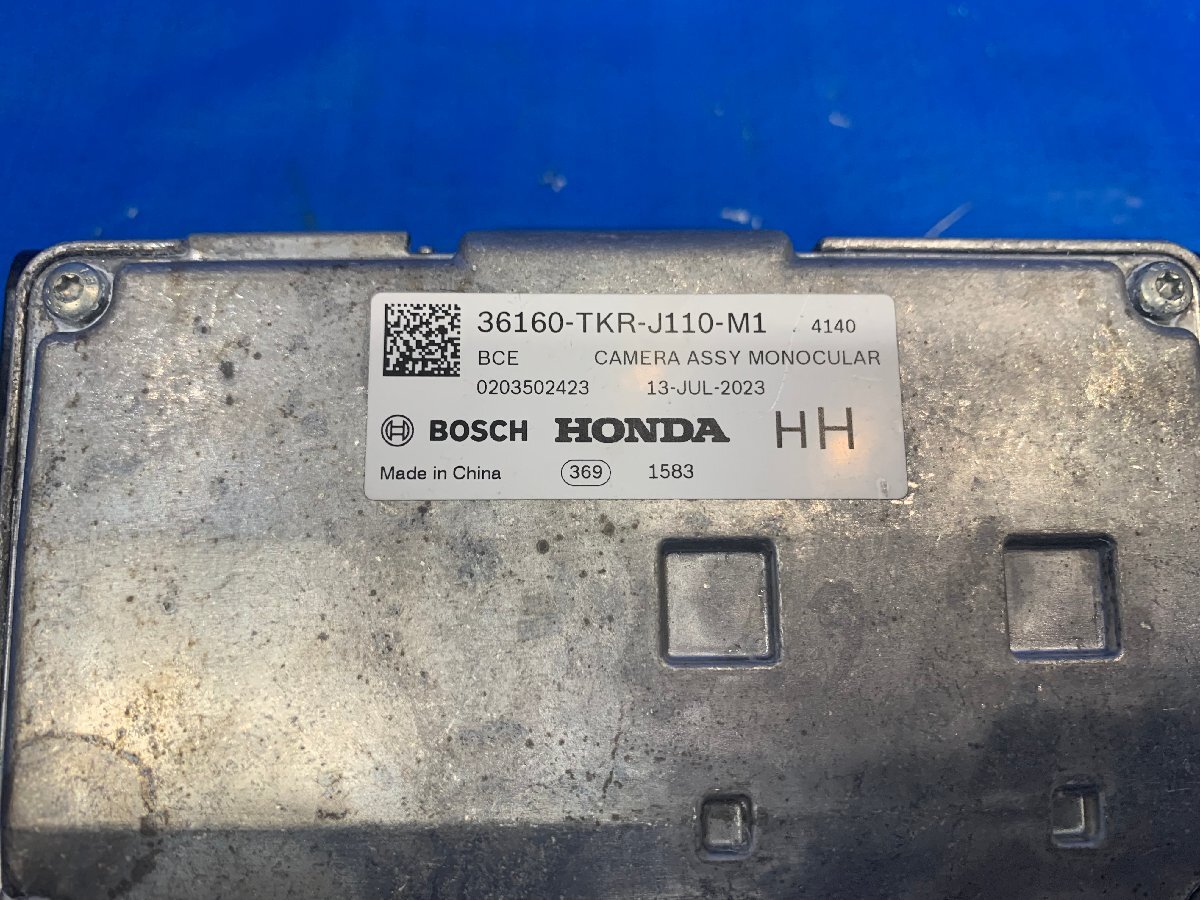 36160-TKR-J110-M1 4140
BCE CAMERA ASSY MONOCULAR
0203502423 13-JUL-2023
BOSCH HONDA HH
Made in China 369 1583